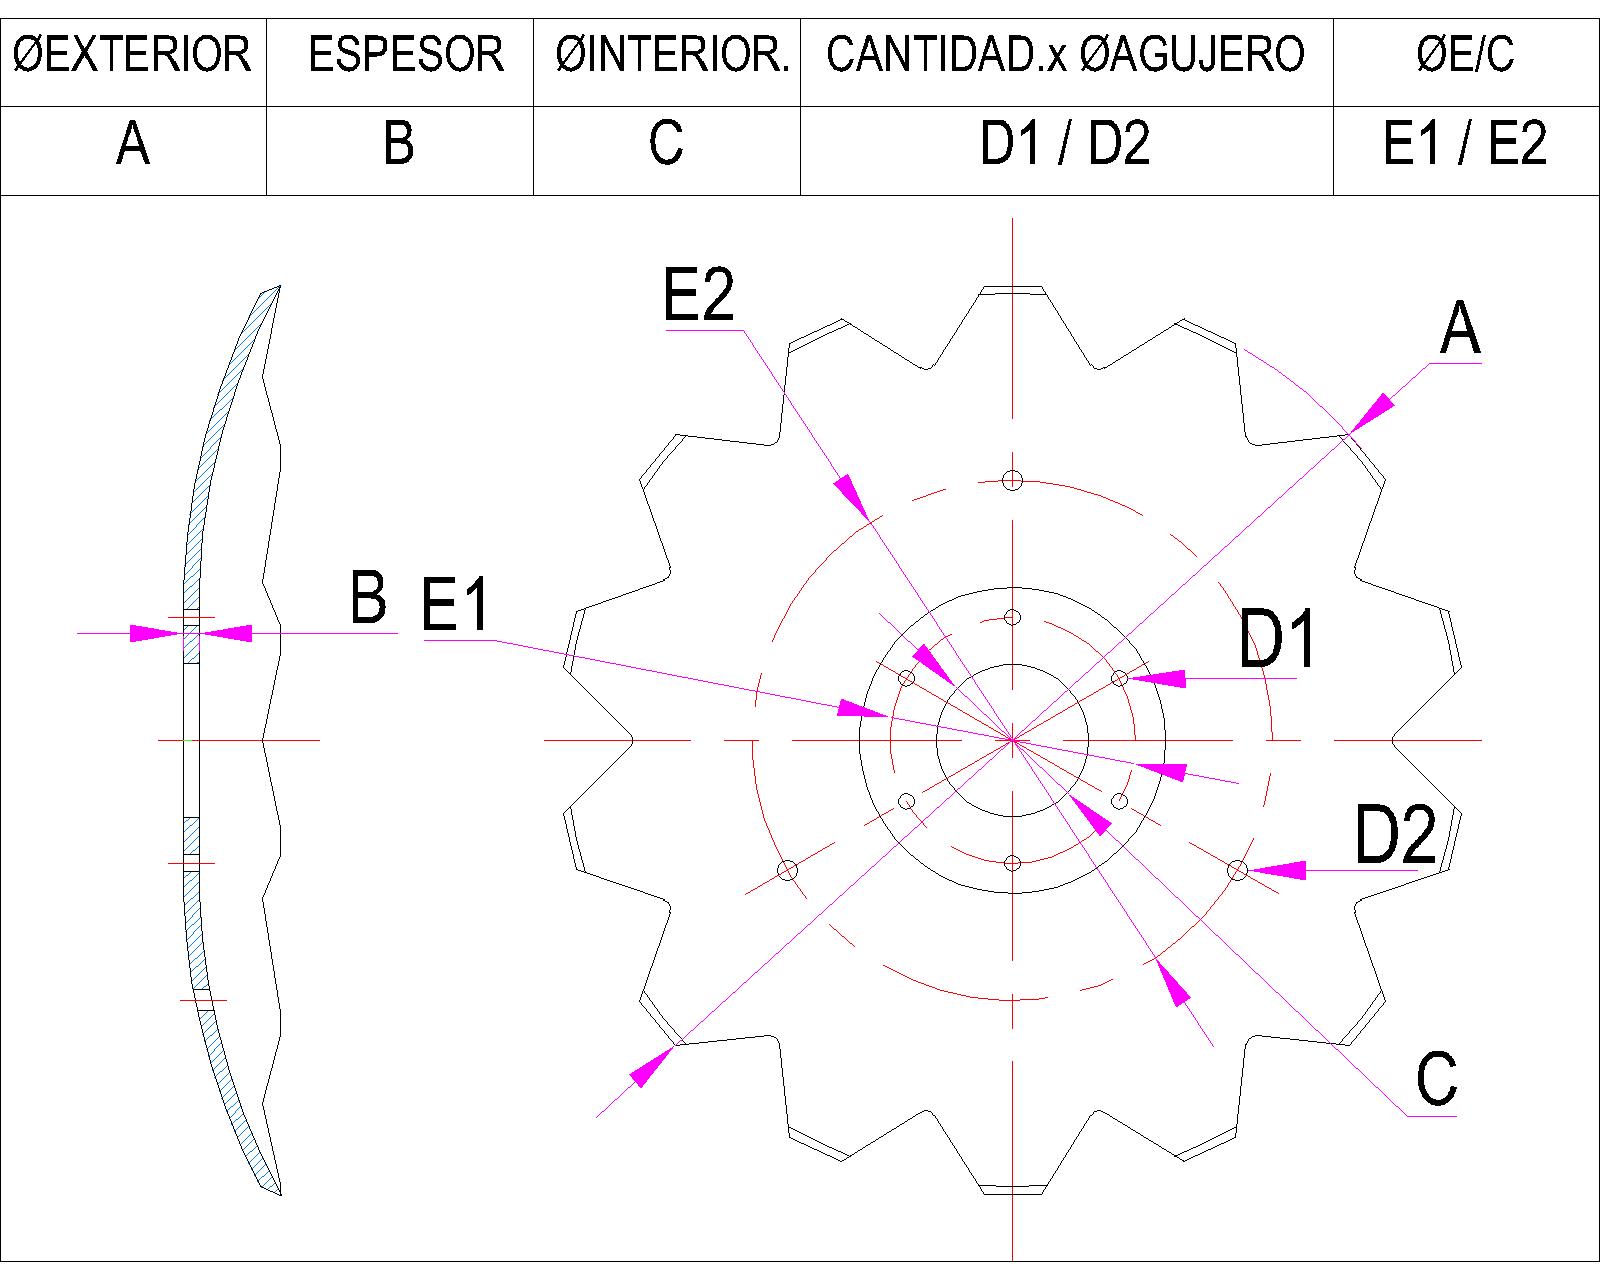 ØEXTERIOR ESPESOR ØINTERIOR. CANTIDAD.x ØAGUJERO ØE/C
A B C D1 / D2 E1 / E2
E2
A
B
E1
D1
D2
C